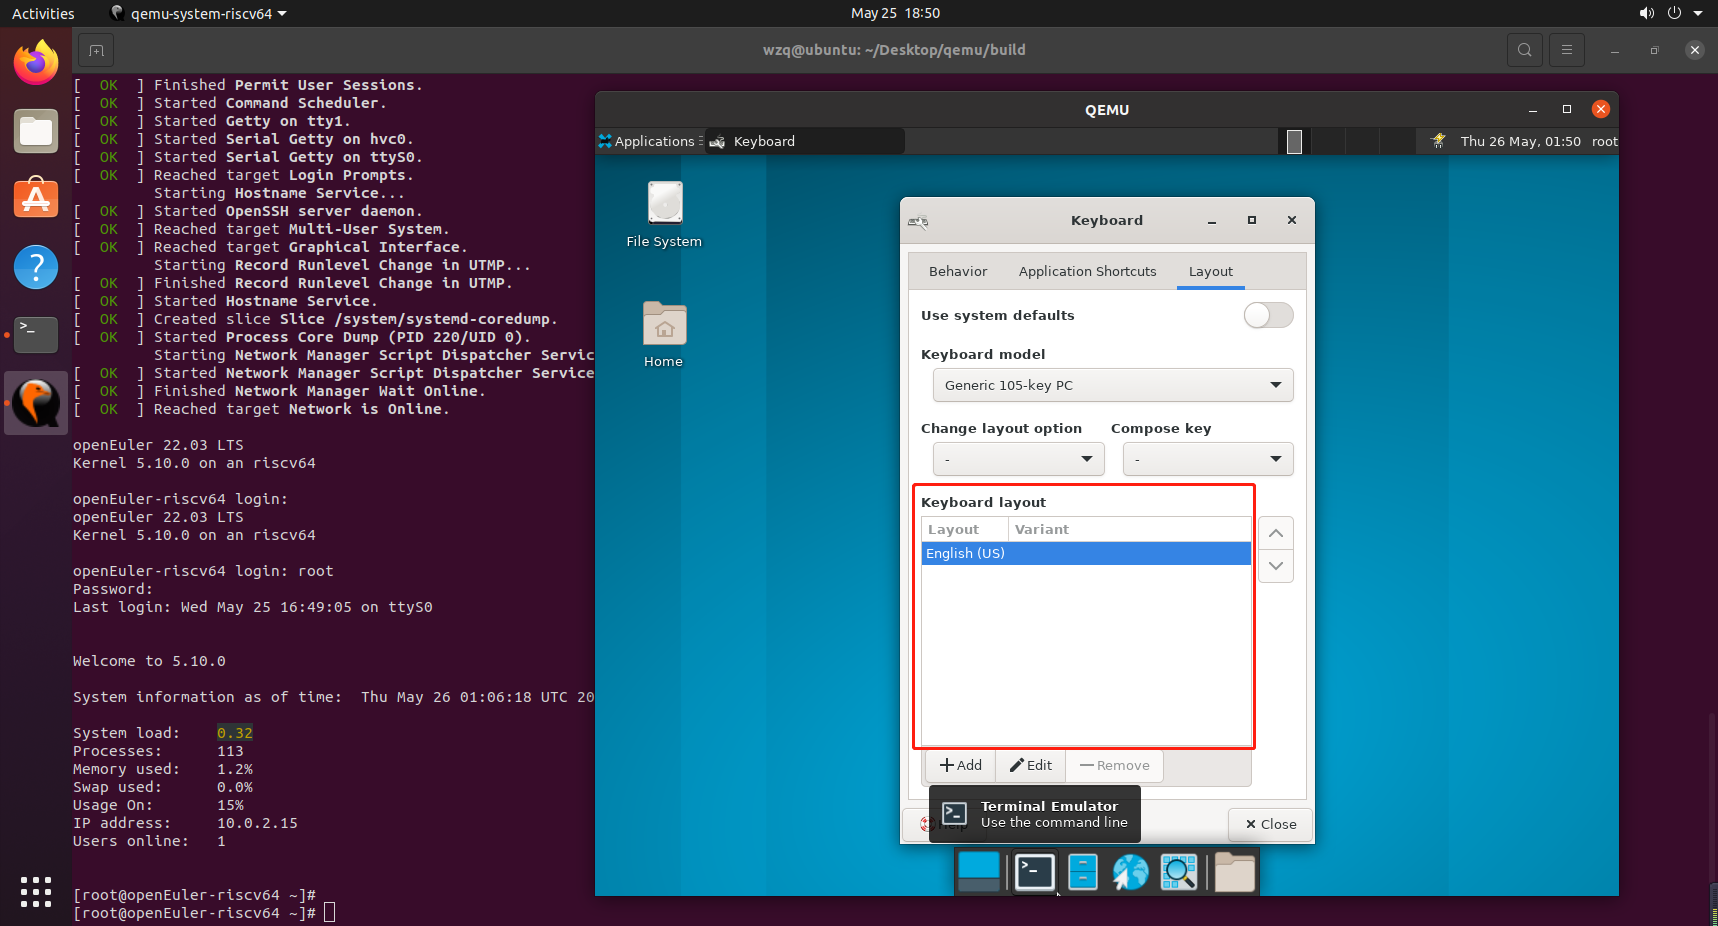 Activities
qemu-system-riscv64
May 25 18:50
wzq@ubuntu: ~/Desktop/qemu/build
[ OK ] Finished Permit User Sessions.
[ OK ] Started Command Scheduler.
[ OK ] Started Getty on tty1.
[ OK ] Started Serial Getty on hvc0.
[ OK ] Started Serial Getty on ttyS0.
[ OK ] Reached target Login Prompts.
Starting Hostname Service...
[ OK ] Started OpenSSH server daemon.
[ OK ] Reached target Multi-User System.
[ OK ] Reached target Graphical Interface.
Starting Record Runlevel Change in UTMP...
[ OK ] Finished Record Runlevel Change in UTMP.
[ OK ] Started Hostname Service.
[ OK ] Created slice Slice /system/systemd-coredump.
[ OK ] Started Process Core Dump (PID 220/UID 0).
Starting Network Manager Script Dispatcher Servic
[ OK ] Started Network Manager Script Dispatcher Service
[ OK ] Finished Network Manager Wait Online.
[ OK ] Reached target Network is Online.
openEuler 22.03 LTS
Kernel 5.10.0 on an riscv64
openEuler-riscv64 login:
openEuler 22.03 LTS
Kernel 5.10.0 on an riscv64
openEuler-riscv64 login: root
Password:
Last login: Wed May 25 16:49:05 on ttyS0
Welcome to 5.10.0
System information as of time: Thu May 26 01:06:18 UTC 20
System load: 0.32
Processes: 113
Memory used: 1.2%
Swap used: 0.0%
Usage On: 15%
IP address: 10.0.2.15
Users online: 1
[root@openEuler-riscv64 ~]#
[root@openEuler-riscv64 ~]#
QEMU
Applications
Keyboard
Thu 26 May, 01:50
root
File System
Home
Keyboard
Behavior
Application Shortcuts
Layout
Use system defaults
Keyboard model
Generic 105-key PC
Change layout option
Compose key
-
-
Keyboard layout
Layout
Variant
English (US)
Add
Edit
Remove
Terminal Emulator
Use the command line
Help
Close